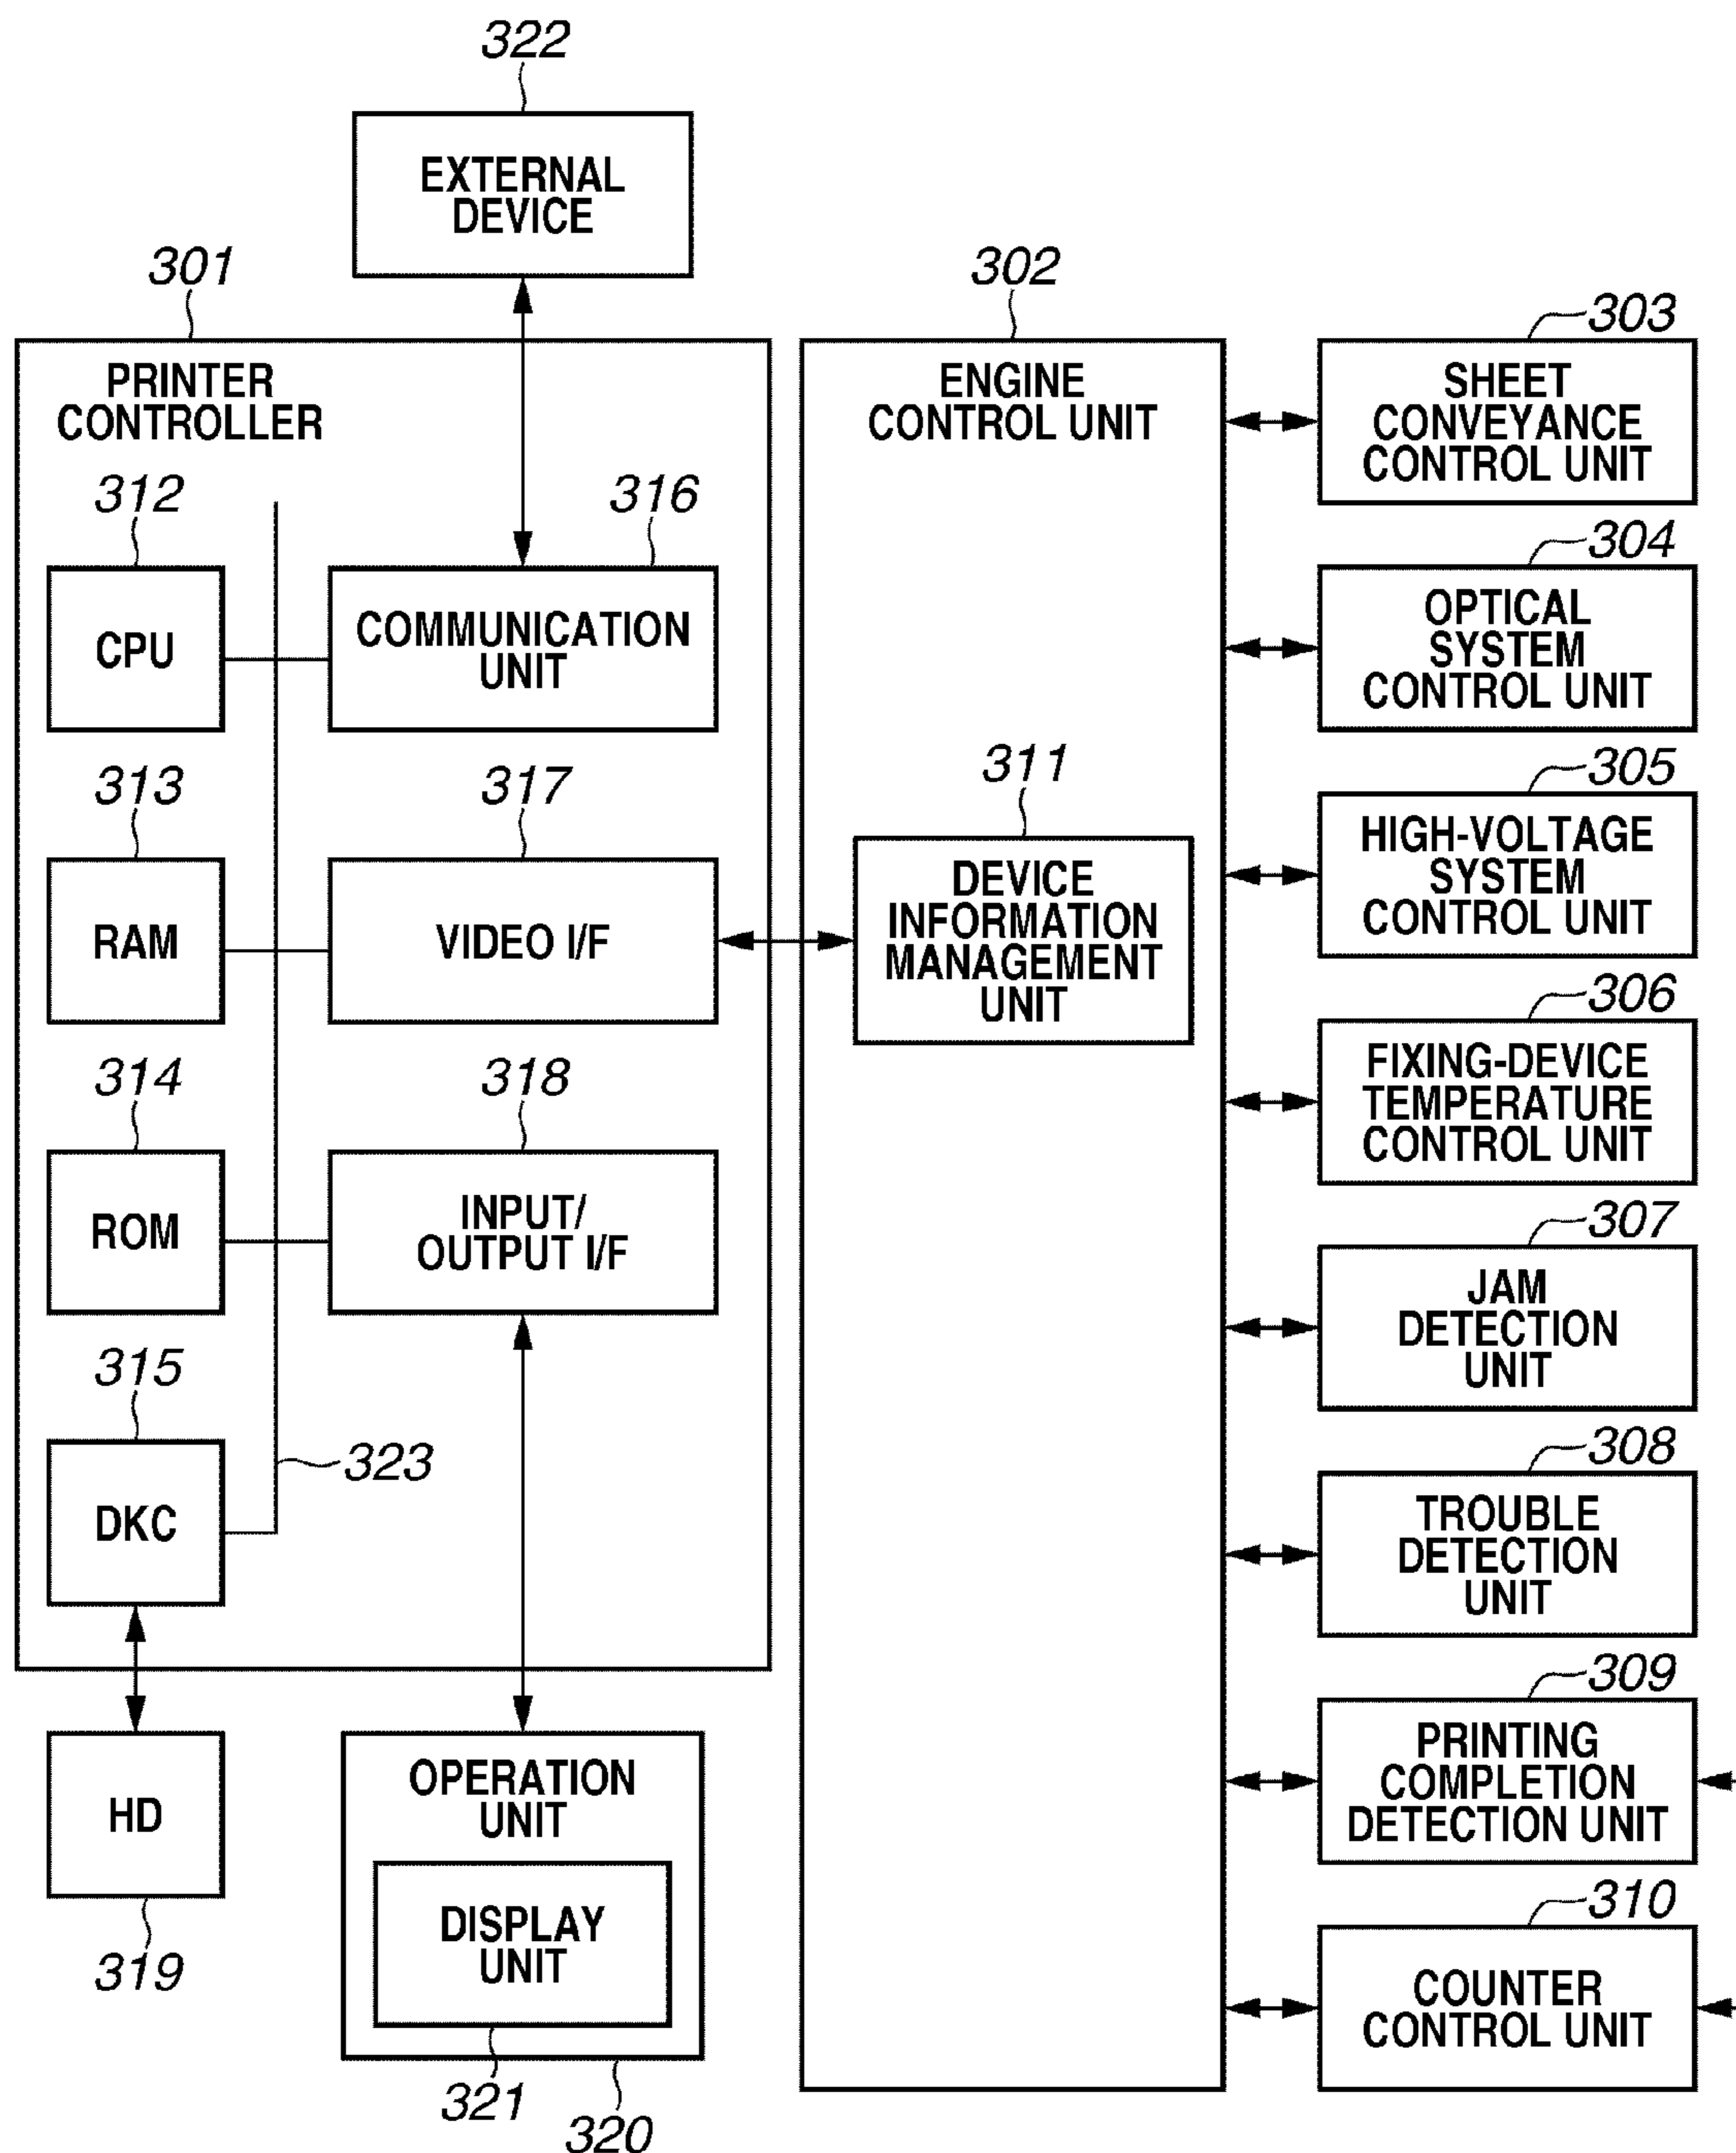 322
EXTERNAL
DEVICE
301
PRINTER
CONTROLLER
312
CPU
316
COMMUNICATION
UNIT
313
RAM
317
VIDEO I/F
314
ROM
318
INPUT/
OUTPUT I/F
315
DKC
323
HD
319
OPERATION
UNIT
DISPLAY
UNIT
321
320
302
ENGINE
CONTROL UNIT
311
DEVICE
INFORMATION
MANAGEMENT
UNIT
303
SHEET
CONVEYANCE
CONTROL UNIT
304
OPTICAL
SYSTEM
CONTROL UNIT
305
HIGH-VOLTAGE
SYSTEM
CONTROL UNIT
306
FIXING-DEVICE
TEMPERATURE
CONTROL UNIT
307
JAM
DETECTION
UNIT
308
TROUBLE
DETECTION
UNIT
309
PRINTING
COMPLETION
DETECTION UNIT
310
COUNTER
CONTROL UNIT